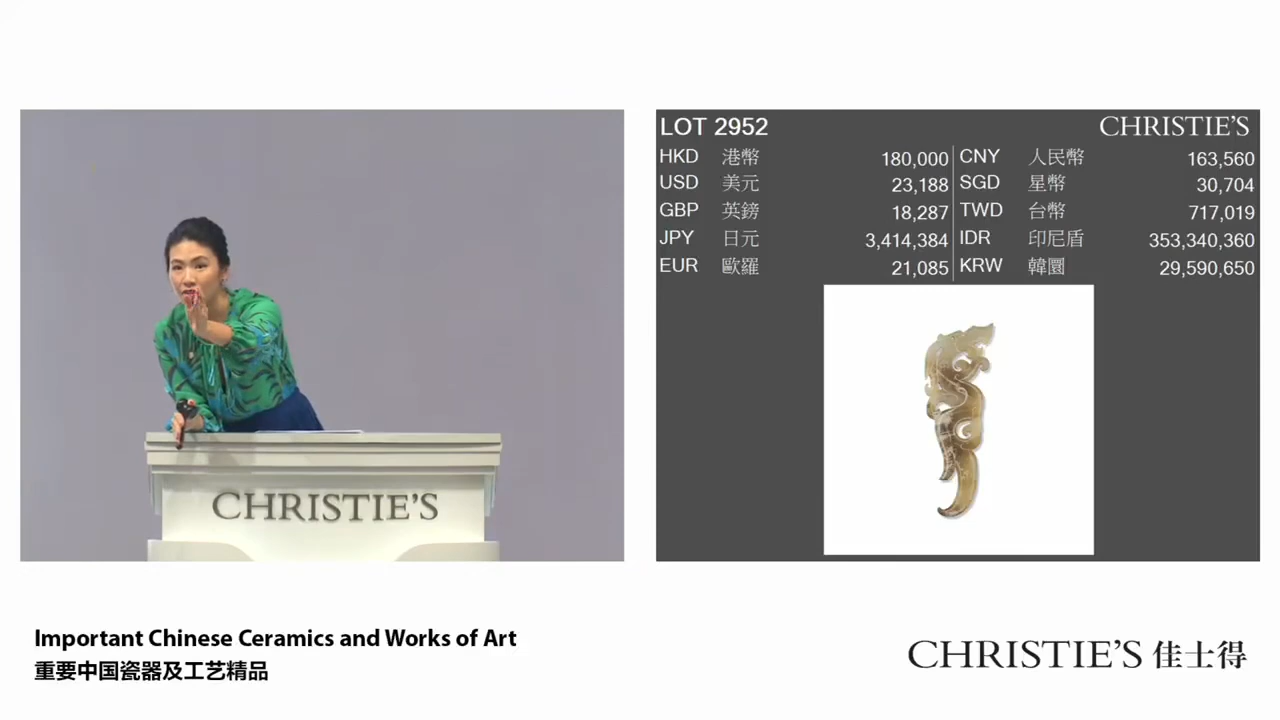 CHRISTIE'S
LOT 2952 CHRISTIE'S
HKD 港幣 180,000 CNY 人民幣 163,560
USD 美元 23,188 SGD 星幣 30,704
GBP 英鎊 18,287 TWD 台幣 717,019
JPY 日元 3,414,384 IDR 印尼盾 353,340,360
EUR 歐羅 21,085 KRW 韓圜 29,590,650
Important Chinese Ceramics and Works of Art
重要中国瓷器及工艺精品
CHRISTIE'S 佳士得